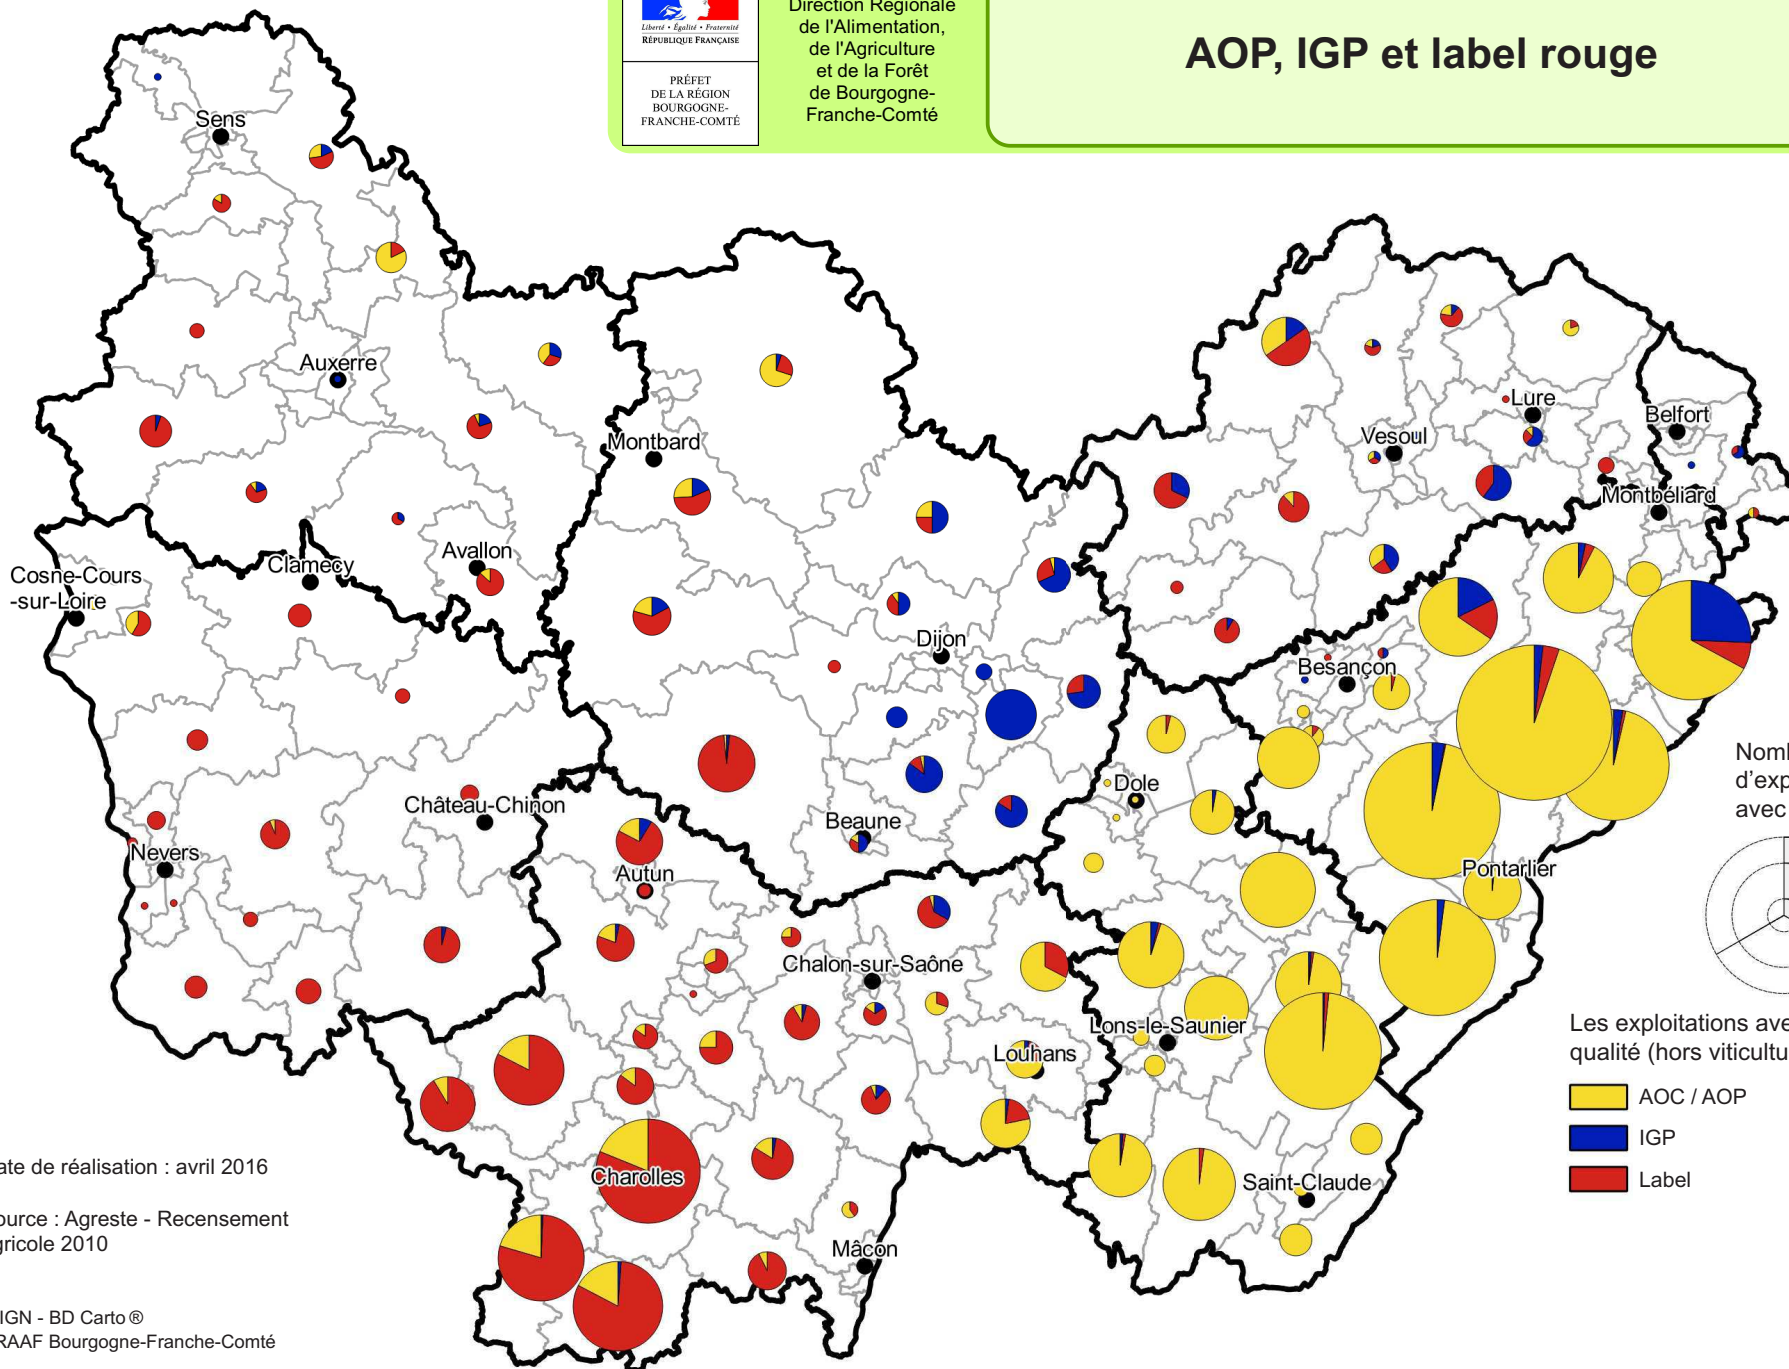 Liberté • Égalité • Fraternité
RÉPUBLIQUE FRANÇAISE
PRÉFET
DE LA RÉGION
BOURGOGNE-
FRANCHE-COMTÉ
Direction Régionale
de l'Alimentation,
de l'Agriculture
et de la Forêt
de Bourgogne-
Franche-Comté
AOP, IGP et label rouge
Sens
Auxerre
Montbard
Avallon
Clamecy
Cosne-Cours
-sur-Loire
Dijon
Vesoul
Lure
Belfort
Montbéliard
Besançon
Dole
Beaune
Château-Chinon
Nevers
Autun
Pontarlier
Chalon-sur-Saône
Lons-le-Saunier
Louhans
Charolles
Saint-Claude
Mâcon
Nom
d'exp
avec
Les exploitations ave
qualité (hors viticultu
AOC / AOP
IGP
Label
ate de réalisation : avril 2016
ource : Agreste - Recensement
gricole 2010
IGN - BD Carto ®
RAAF Bourgogne-Franche-Comté